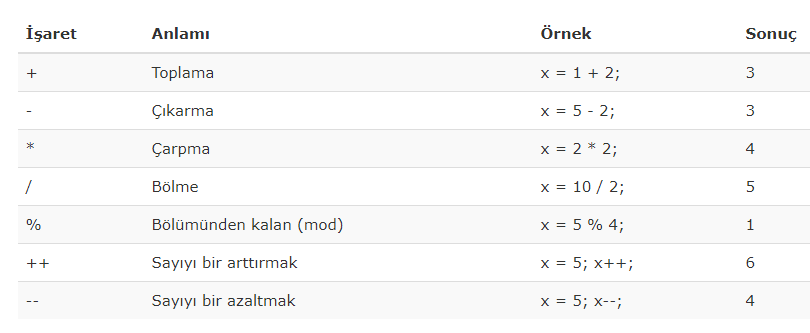 İşaret Anlamı Örnek Sonuç
+ Toplama x = 1 + 2; 3
- Çıkarma x = 5 - 2; 3
* Çarpma x = 2 * 2; 4
/ Bölme x = 10 / 2; 5
% Bölümünden kalan (mod) x = 5 % 4; 1
++ Sayıyı bir arttırmak x = 5; x++; 6
-- Sayıyı bir azaltmak x = 5; x--; 4